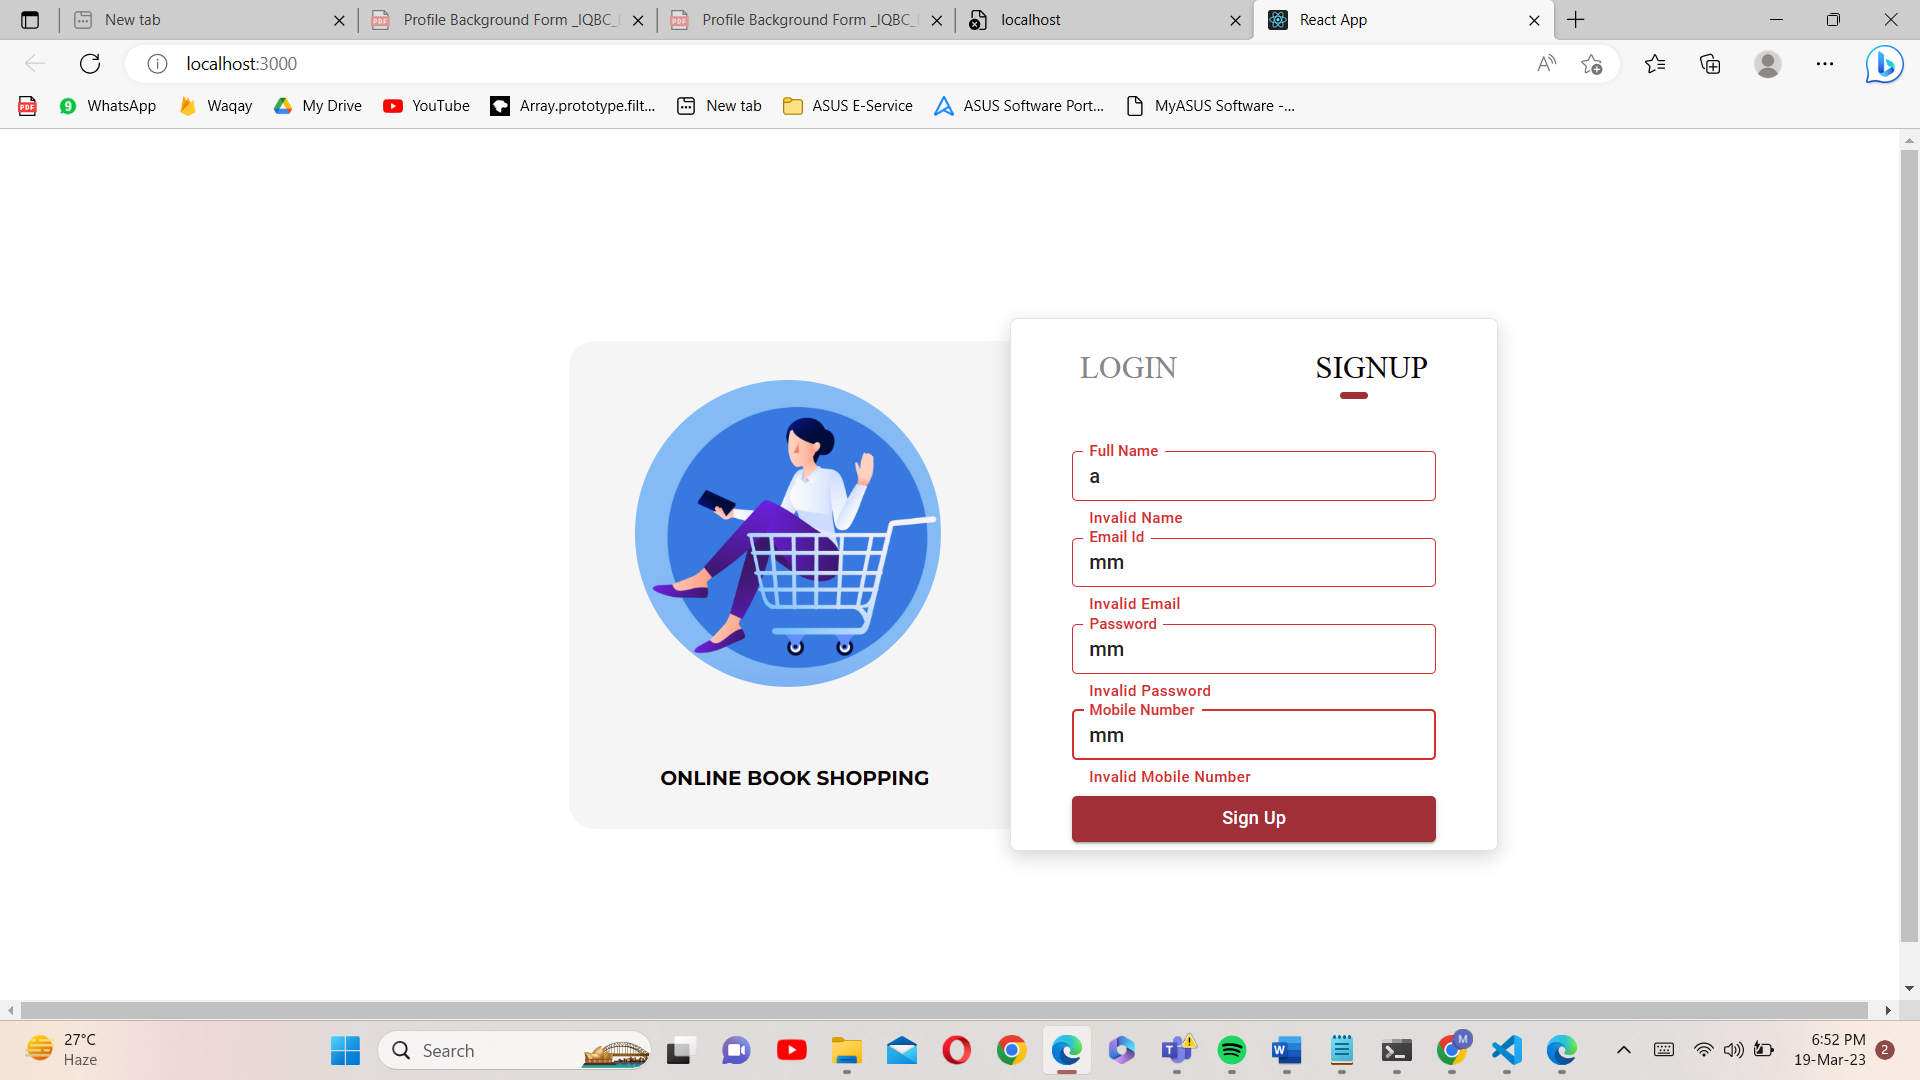 New tab
Profile Background Form _IQBC_
Profile Background Form _IQBC_
localhost
React App
localhost:3000
WhatsApp
Waqay
My Drive
YouTube
Array.prototype.filt...
New tab
ASUS E-Service
ASUS Software Port...
MyASUS Software -...
LOGIN
SIGNUP
Full Name
a
Invalid Name
Email Id
mm
Invalid Email
Password
mm
Invalid Password
Mobile Number
mm
Invalid Mobile Number
Sign Up
ONLINE BOOK SHOPPING
27°C
Haze
Search
6:52 PM
19-Mar-23
2